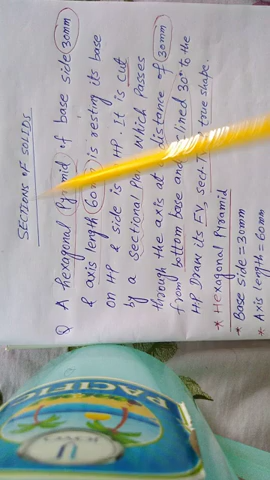 SECTIONS OF SOLIDS
Q A hexagonal Pyramid of base side 30mm
& axis length 60mm is resting its base
on HP & side is HP. It is cut
by a Sectional Plane which Passes
through the axis at distance of 30mm
from bottom base and inclined 30° to the
HP Draw its FV, Sect. T true shape.
* Hexagonal Pyramid
* Base side = 30mm
* Axis length = 60mm
PACIFIC